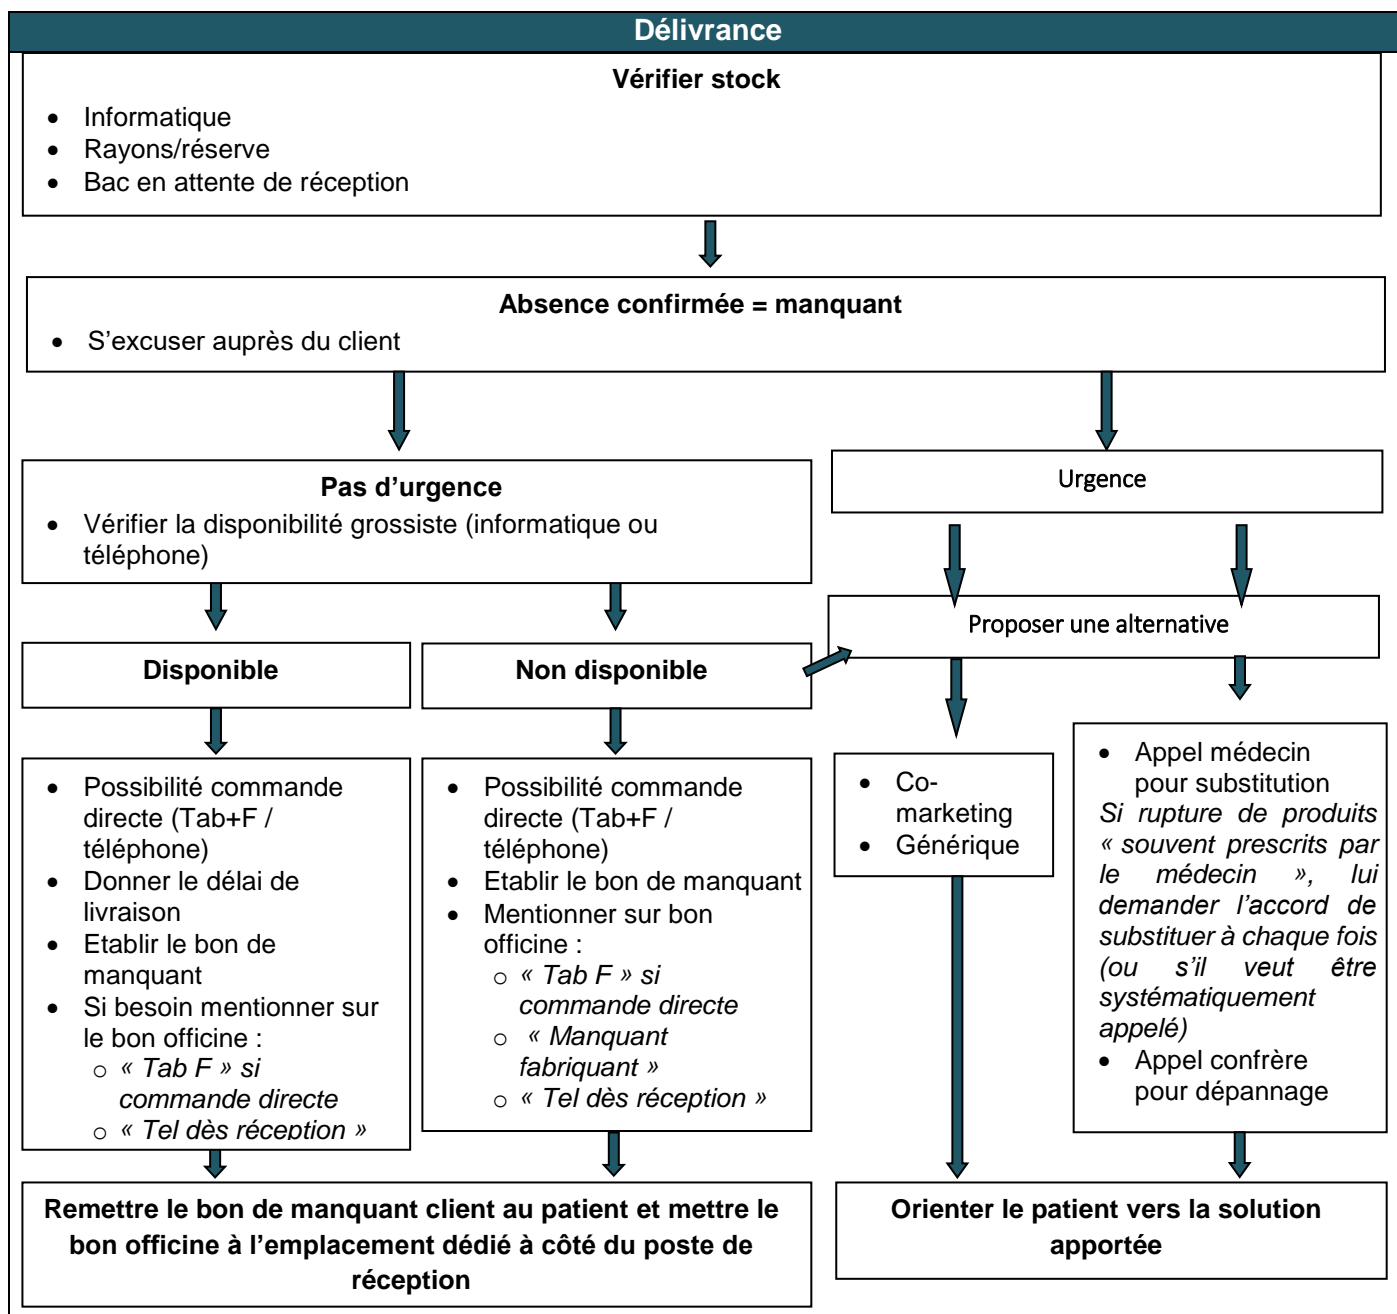 Délivrance
Vérifier stock
• Informatique
• Rayons/réserve
• Bac en attente de réception
Absence confirmée = manquant
• S'excuser auprès du client
Pas d'urgence
• Vérifier la disponibilité grossiste (informatique ou
téléphone)
Urgence
Proposer une alternative
Disponible
Non disponible
• Possibilité commande
directe (Tab+F /
téléphone)
• Donner le délai de
livraison
• Etablir le bon de
manquant
• Si besoin mentionner sur
le bon officine :
o « Tab F » si
commande directe
o « Tel dès réception »
• Possibilité commande
directe (Tab+F /
téléphone)
• Etablir le bon de manquant
• Mentionner sur bon
officine :
o « Tab F » si
commande directe
o « Manquant
fabriquant »
o « Tel dès réception »
• Co-
marketing
• Générique
• Appel médecin
pour substitution
Si rupture de produits
« souvent prescrits par
le médecin », lui
demander l'accord de
substituer à chaque fois
(ou s'il veut être
systématiquement
appelé)
• Appel confrère
pour dépannage
Remettre le bon de manquant client au patient et mettre le
bon officine à l'emplacement dédié à côté du poste de
réception
Orienter le patient vers la solution
apportée